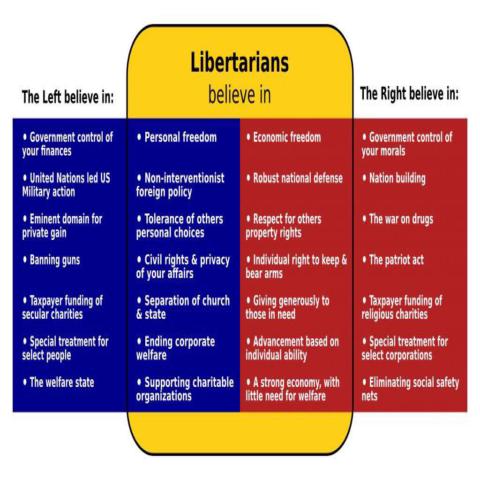 Libertarians
believe in
The Left believe in:
• Government control of
your finances
• United Nations led US
Military action
• Eminent domain for
private gain
• Banning guns
• Taxpayer funding of
secular charities
• Special treatment for
select people
• The welfare state
• Personal freedom
• Non-interventionist
foreign policy
• Tolerance of others
personal choices
• Civil rights & privacy
of your affairs
• Separation of church
& state
• Ending corporate
welfare
• Supporting charitable
organizations
• Economic freedom
• Robust national defense
• Respect for others
property rights
• Individual right to keep &
bear arms
• Giving generously to
those in need
• Advancement based on
individual ability
• A strong economy, with
little need for welfare
The Right believe in:
• Government control of
your morals
• Nation building
• The war on drugs
• The patriot act
• Taxpayer funding of
religious charities
• Special treatment for
select corporations
• Eliminating social safety
nets